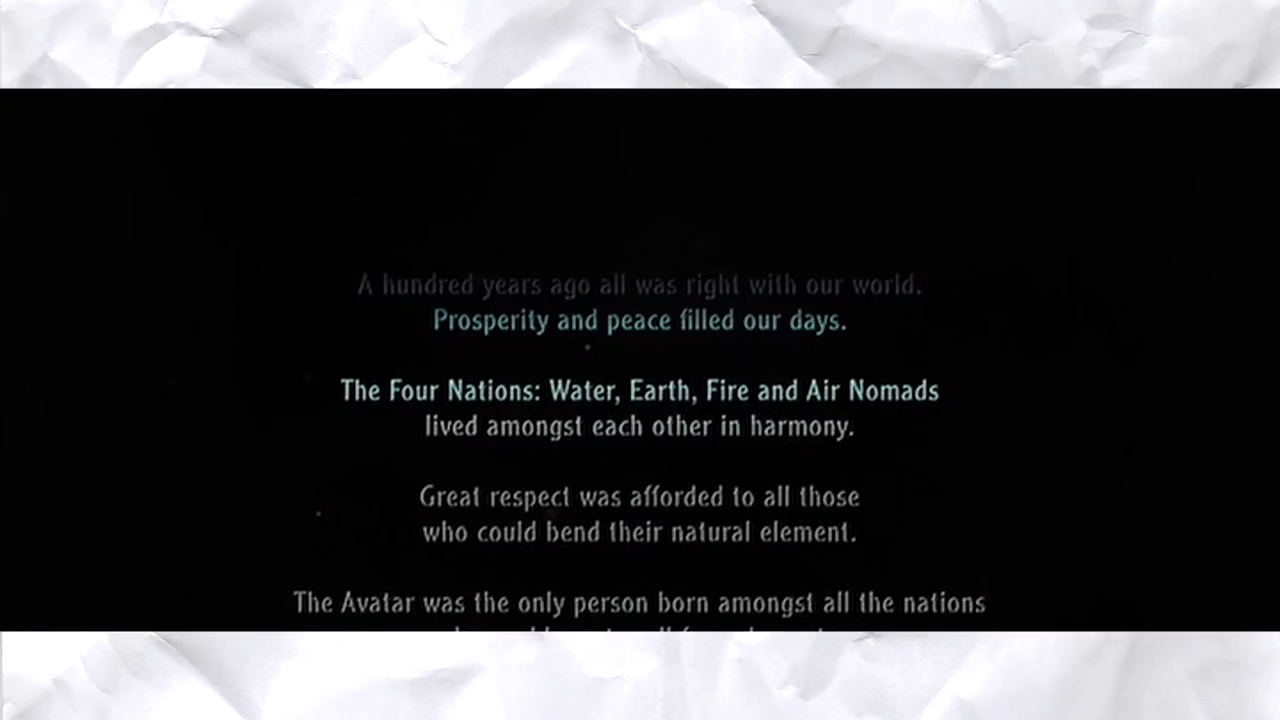 A hundred years ago all was right with our world.
Prosperity and peace filled our days.
The Four Nations: Water, Earth, Fire and Air Nomads
lived amongst each other in harmony.
Great respect was afforded to all those
who could bend their natural element.
The Avatar was the only person born amongst all the nations